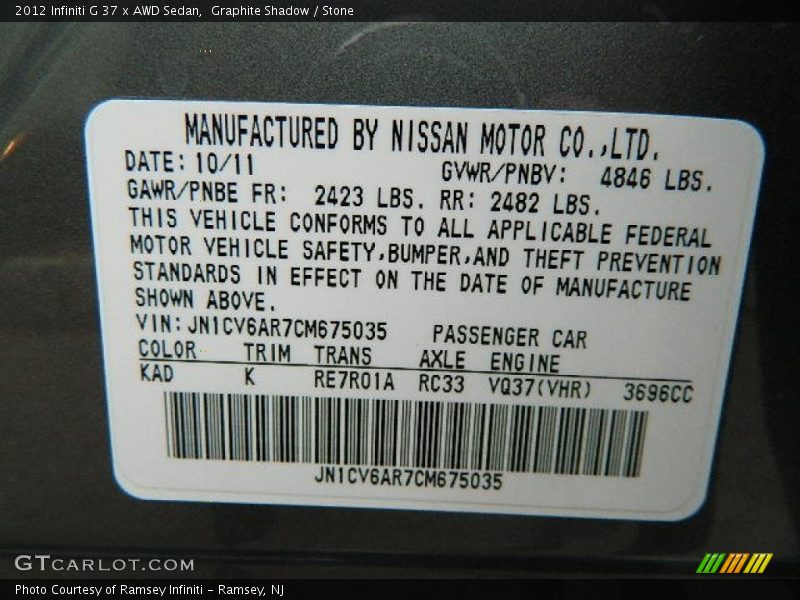 2012 Infiniti G 37 x AWD Sedan,  Graphite Shadow / Stone
MANUFACTURED BY NISSAN MOTOR CO.,LTD.
DATE: 10/11 GVWR/PNBV: 4846 LBS.
GAWR/PNBE FR: 2423 LBS. RR: 2482 LBS.
THIS VEHICLE CONFORMS TO ALL APPLICABLE FEDERAL
MOTOR VEHICLE SAFETY,BUMPER,AND THEFT PREVENTION
STANDARDS IN EFFECT ON THE DATE OF MANUFACTURE
SHOWN ABOVE.
VIN:JN1CV6AR7CM675035 PASSENGER CAR
COLOR TRIM TRANS AXLE ENGINE
KAD K RE7R01A RC33 VQ37(VHR) 3696CC
JN1CV6AR7CM675035
GTCARLOT.COM
Photo Courtesy of Ramsey Infiniti - Ramsey, NJ